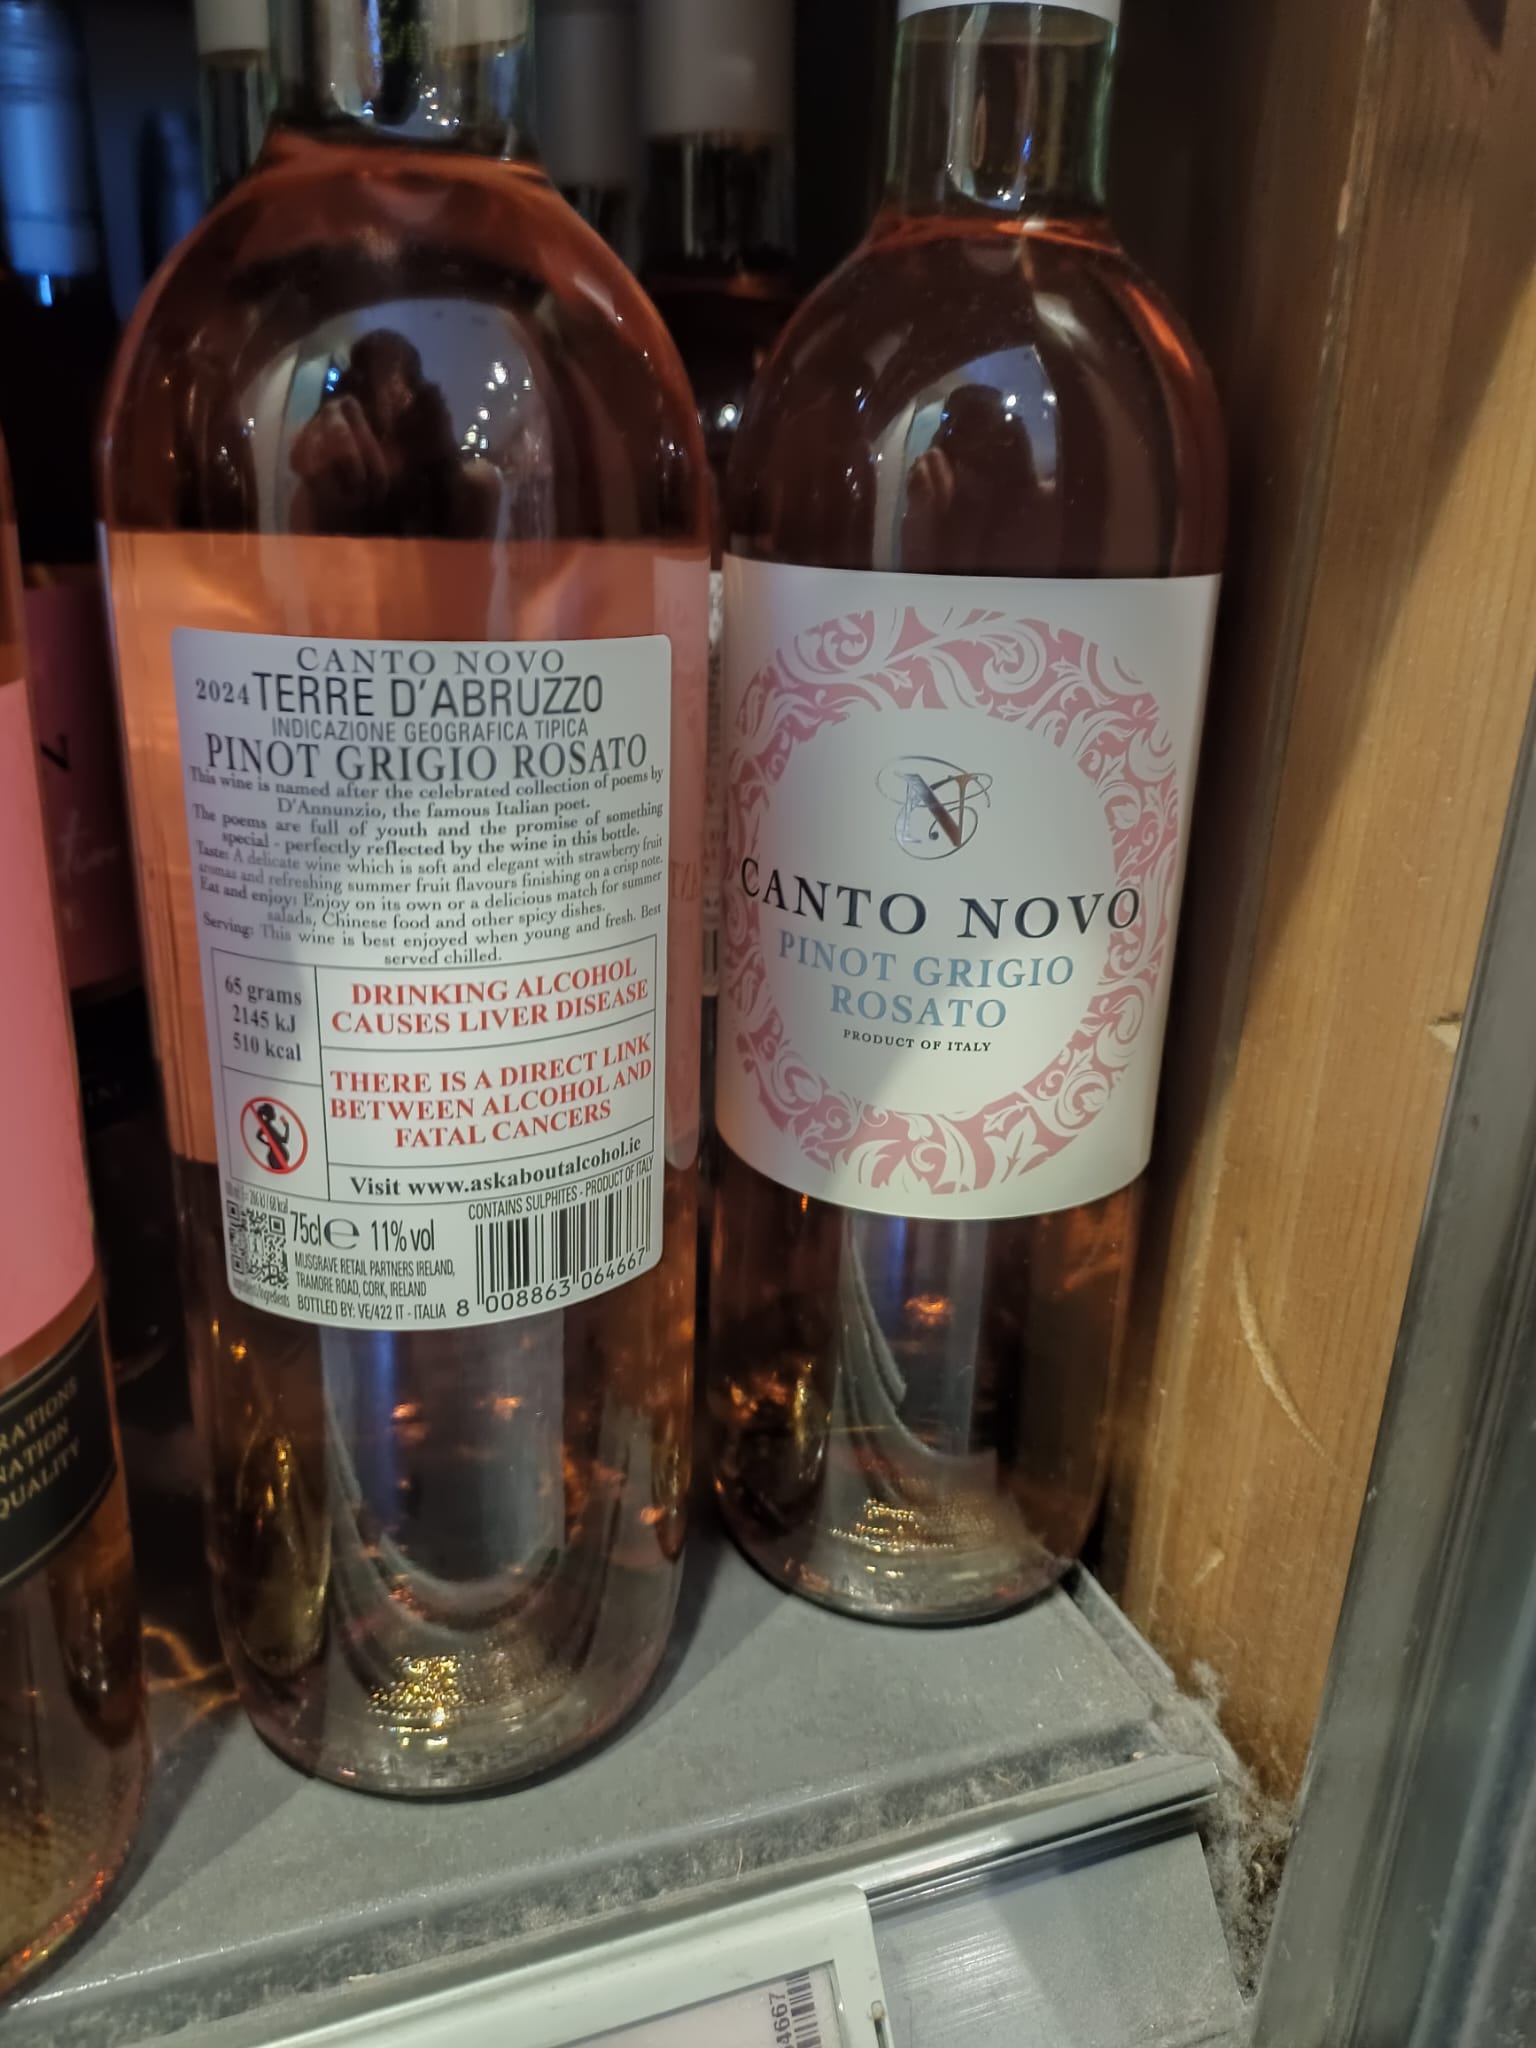 CANTO NOVO
2024 TERRE D'ABRUZZO
INDICAZIONE GEOGRAFICA TIPICA
PINOT GRIGIO ROSATO
This wine is named after the celebrated collection of poems by
D'Annunzio, the famous Italian poet.
The poems are full of youth and the promise of something
special - perfectly reflected by the wine in this bottle.
Taste: A delicate wine which is soft and elegant with strawberry fruit
aromas and refreshing summer fruit flavours finishing on a crisp note.
Eat and enjoy: Enjoy on its own or a delicious match for summer
salads, Chinese food and other spicy dishes.
Serving: This wine is best enjoyed when young and fresh. Best
served chilled.
65 grams
2145 kJ
510 kcal
DRINKING ALCOHOL
CAUSES LIVER DISEASE
THERE IS A DIRECT LINK
BETWEEN ALCOHOL AND
FATAL CANCERS
Visit www.askaboutalcohol.ie
CONTAINS SULPHITES - PRODUCT OF ITALY
75cl e 11% vol
MUSGRAVE RETAIL PARTNERS IRELAND,
TRAMORE ROAD, CORK, IRELAND
BOTTLED BY: VE/422 IT - ITALIA
8 008863 064667
N
CANTO NOVO
PINOT GRIGIO
ROSATO
PRODUCT OF ITALY
QUALITY
64667